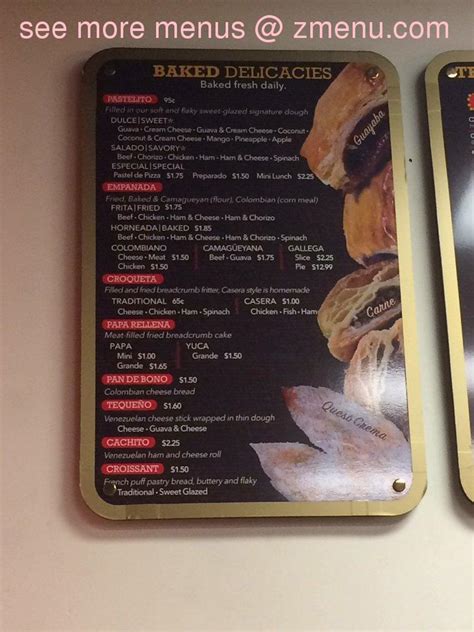 see more menus @ zmenu.com
BAKED DELICACIES
Baked fresh daily.
PASTELITO 95¢
Filled in our soft and flaky sweet-glazed signature dough
DULCE|SWEET
Guava · Cream Cheese · Guava & Cream Cheese · Coconut ·
Coconut & Cream Cheese · Mango · Pineapple · Apple
SALADO|SAVORY
Beef · Chorizo · Chicken · Ham · Ham & Cheese · Spinach
ESPECIAL|SPECIAL
Pastel de Pizza $1.75 Preparado $1.50 Mini Lunch $2.25
EMPANADA
Fried, Baked & Camagueyan (flour), Colombian (corn meal)
FRITA|FRIED $1.75
Beef · Chicken · Ham & Cheese · Ham & Chorizo
HORNEADA|BAKED $1.85
Beef · Chicken · Ham & Cheese · Ham & Chorizo · Spinach
COLOMBIANO CAMAGÜEYANA GALLEGA
Cheese · Meat $1.50 Beef · Guava $1.75 Slice $2.25
Chicken $1.50 Pie $12.99
CROQUETA
Filled and fried breadcrumb fritter, Casera style is homemade
TRADITIONAL 65¢ CASERA $1.00
Cheese · Chicken · Ham · Spinach Chicken · Fish · Ham
PAPA RELLENA
Meat-filled fried breadcrumb cake
PAPA YUCA
Mini $1.00 Grande $1.50
Grande $1.65
PAN DE BONO $1.50
Colombian cheese bread
TEQUEÑO $1.60
Venezuelan cheese stick wrapped in thin dough
Cheese · Guava & Cheese
CACHITO $2.25
Venezuelan ham and cheese roll
CROISSANT $1.50
French puff pastry bread, buttery and flaky
Traditional · Sweet Glazed
Guayaba
Carne
Queso Crema